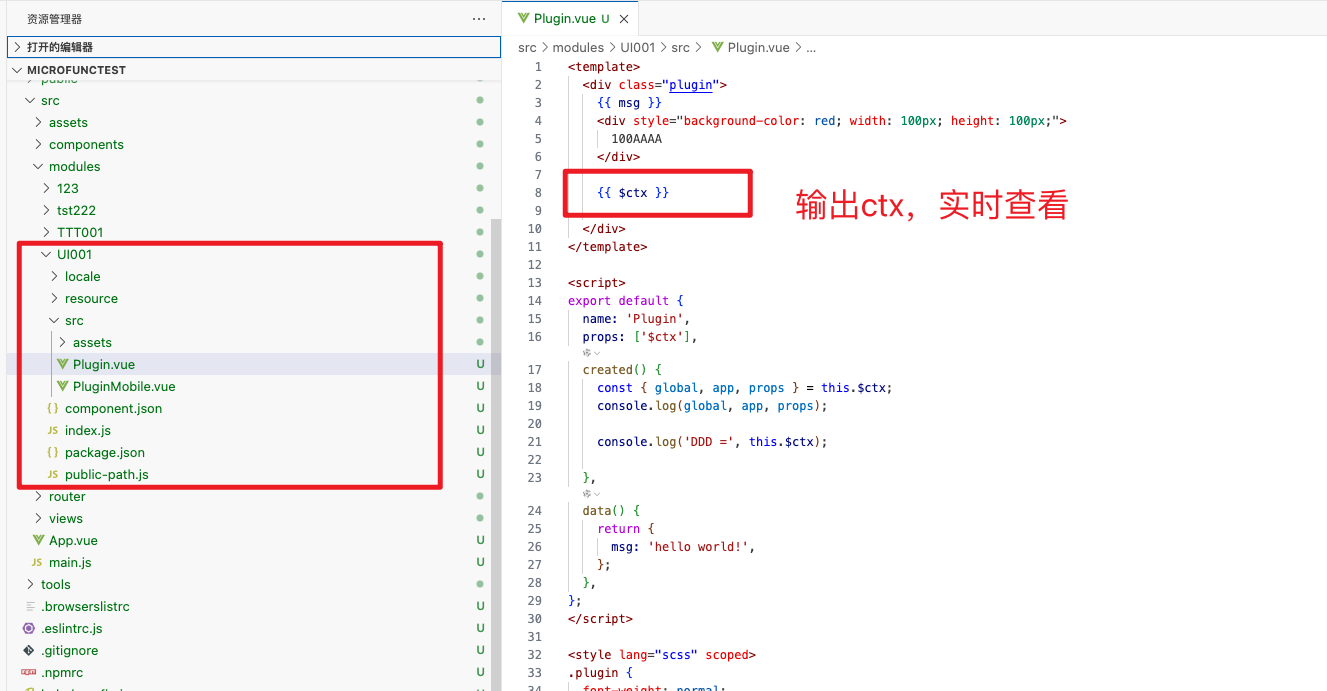 资源管理器
···
打开的编辑器
MICROFUNCTEST
public
src
assets
components
modules
123
tst222
TTT001
UI001
locale
resource
src
assets
Plugin.vue U
PluginMobile.vue U
{} component.json U
JS index.js U
{} package.json U
JS public-path.js U
router
views
App.vue U
JS main.js U
tools
.browserslistrc U
.eslintrc.js U
.gitignore U
.npmrc U
Plugin.vue U
src > modules > UI001 > src > Plugin.vue > ...
1 <template>
2 <div class="plugin">
3 {{ msg }}
4 <div style="background-color: red; width: 100px; height: 100px;">
5 100AAAA
6 </div>
7
8 {{ $ctx }}
9
10 </div>
11 </template>
12
13 <script>
14 export default {
15 name: 'Plugin',
16 props: ['$ctx'],
17 created() {
18 const { global, app, props } = this.$ctx;
19 console.log(global, app, props);
20
21 console.log('DDD =', this.$ctx);
22
23 },
24 data() {
25 return {
26 msg: 'hello world!',
27 };
28 },
29 };
30 </script>
31
32 <style lang="scss" scoped>
33 .plugin {
34 font-weight: normal;
输出ctx，实时查看